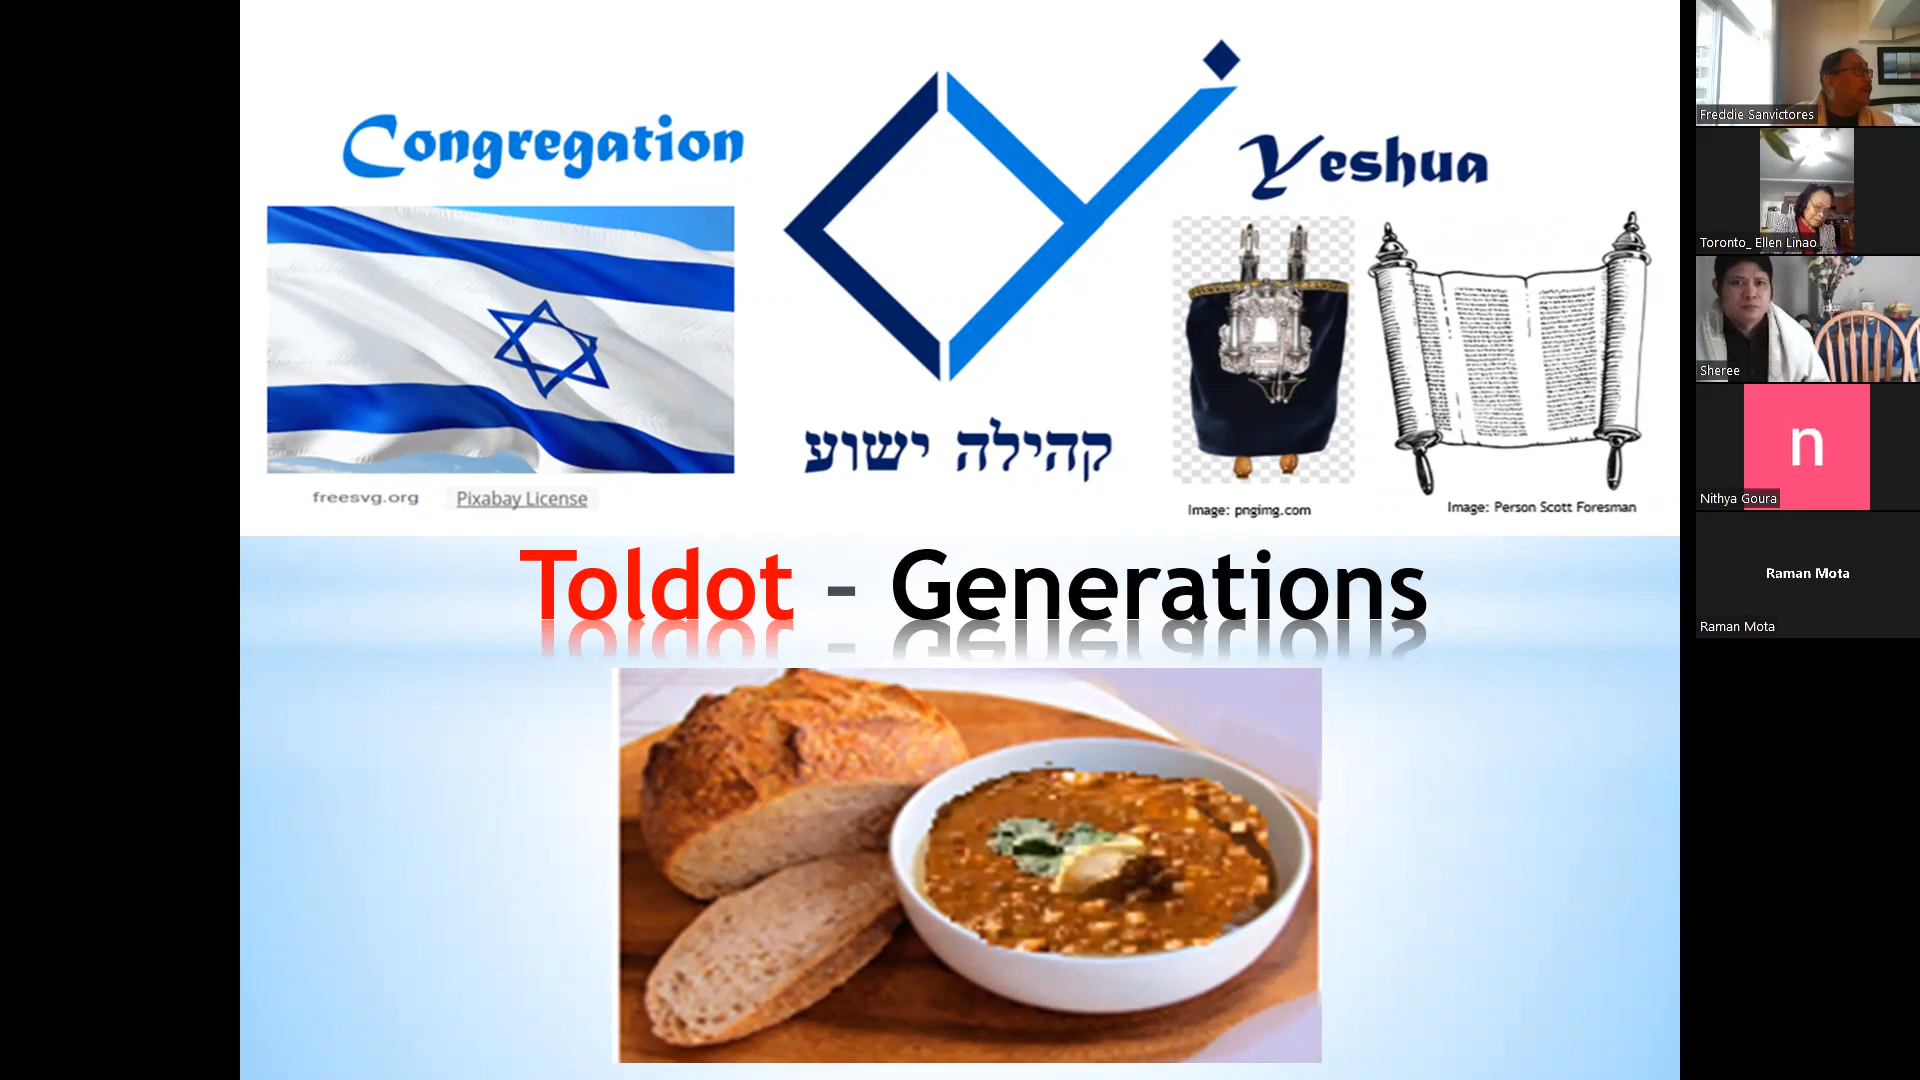 Congregation
Yeshua
קהילה ישוע
freesvg.org
Pixabay License
Image: pngimg.com
Image: Person Scott Foresman
Toldot - Generations
Freddie Sanvictores
Toronto_ Ellen Linao
Sheree
n
Nithya Goura
Raman Mota
Raman Mota